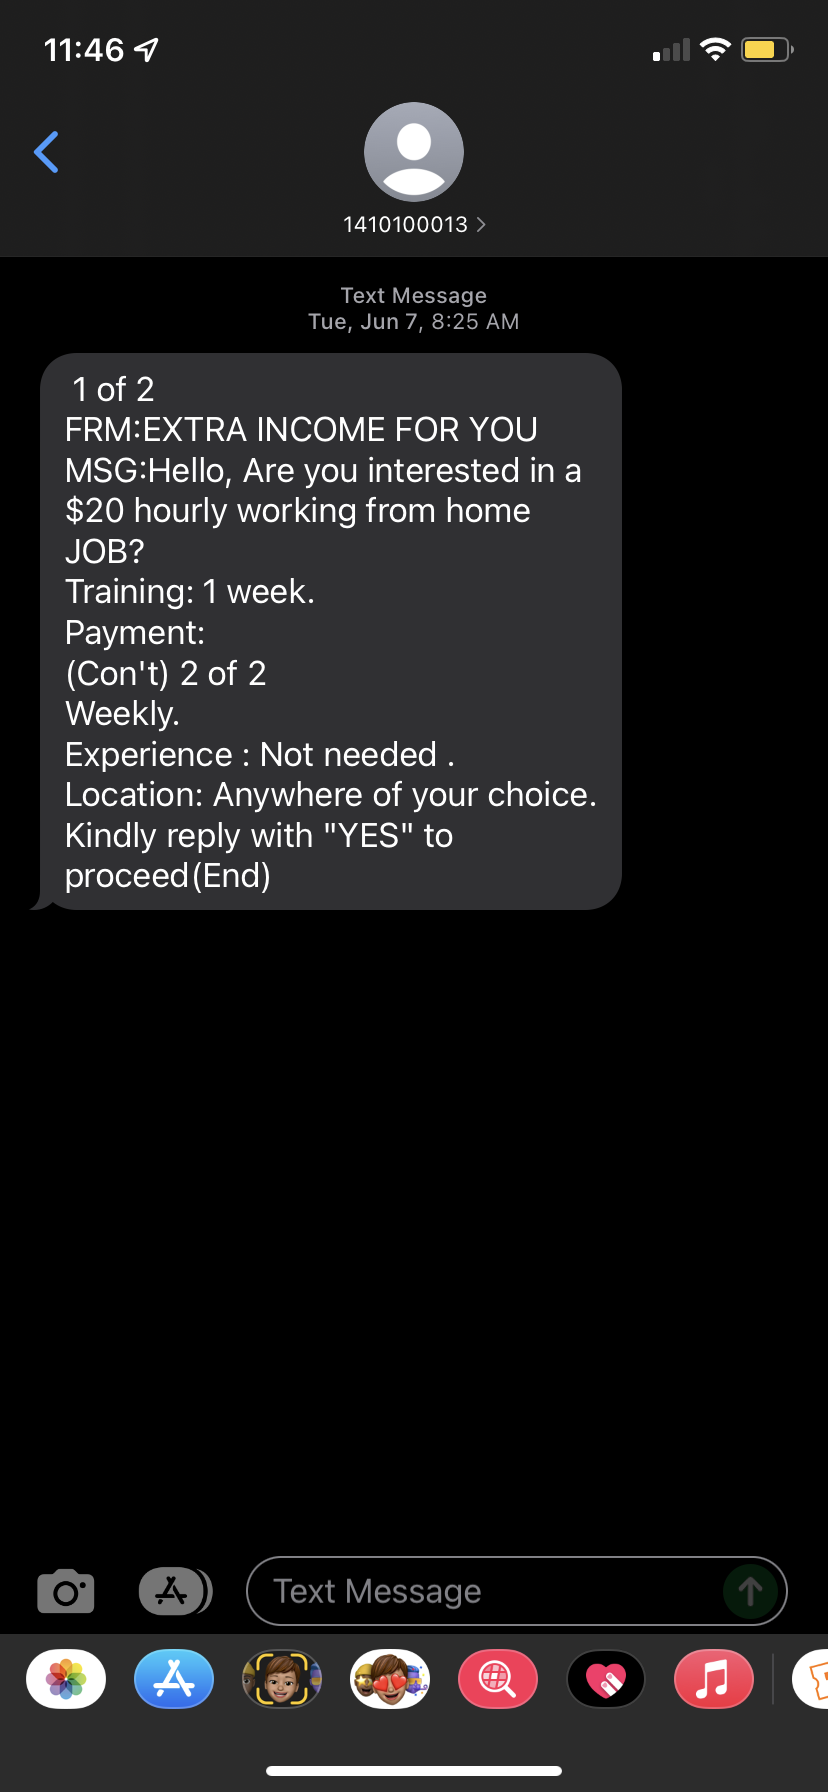 11:46
1410100013
Text Message
Tue, Jun 7, 8:25 AM
1 of 2
FRM:EXTRA INCOME FOR YOU
MSG:Hello, Are you interested in a
$20 hourly working from home
JOB?
Training: 1 week.
Payment:
(Con't) 2 of 2
Weekly.
Experience : Not needed .
Location: Anywhere of your choice.
Kindly reply with "YES" to
proceed(End)
Text Message